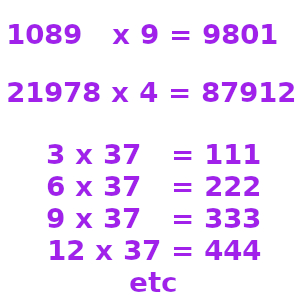 1089 x 9 = 9801
21978 x 4 = 87912
3 x 37 = 111
6 x 37 = 222
9 x 37 = 333
12 x 37 = 444
etc